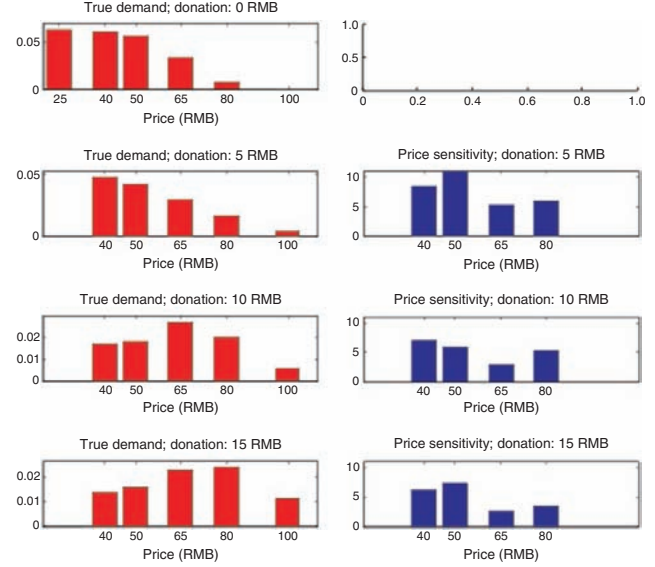 True demand; donation: 0 RMB
0.05
0
25 40 50 65 80 100
Price (RMB)
1.0
0.5
0
0 0.2 0.4 0.6 0.8 1.0
True demand; donation: 5 RMB
0.05
0
40 50 65 80 100
Price (RMB)
Price sensitivity; donation: 5 RMB
10
5
0
40 50 65 80
Price (RMB)
True demand; donation: 10 RMB
0.02
0.01
0
40 50 65 80 100
Price (RMB)
Price sensitivity; donation: 10 RMB
10
5
0
40 50 65 80
Price (RMB)
True demand; donation: 15 RMB
0.02
0.01
0
40 50 65 80 100
Price (RMB)
Price sensitivity; donation: 15 RMB
10
5
0
40 50 65 80
Price (RMB)